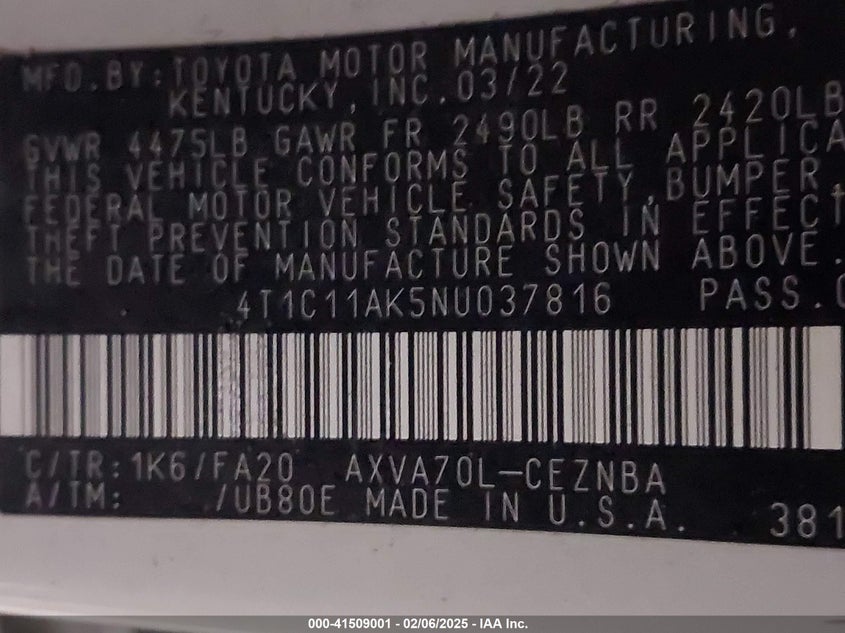 MFD.BY:TOYOTA MOTOR MANUFACTURING,
KENTUCKY,INC.03/22
GVWR 4475LB GAWR FR 2490LB RR 2420LB
THIS VEHICLE CONFORMS TO ALL APPLICA
FEDERAL MOTOR VEHICLE SAFETY,BUMPER,
THEFT PREVENTION STANDARDS IN EFFECT
THE DATE OF MANUFACTURE SHOWN ABOVE.
4T1C11AK5NU037816 PASS.C
C/TR:1K6/FA20 AXVA70L-CEZNBA
A/TM: /UB80E MADE IN U.S.A. 381
000-41509001 - 02/06/2025 - IAA Inc.